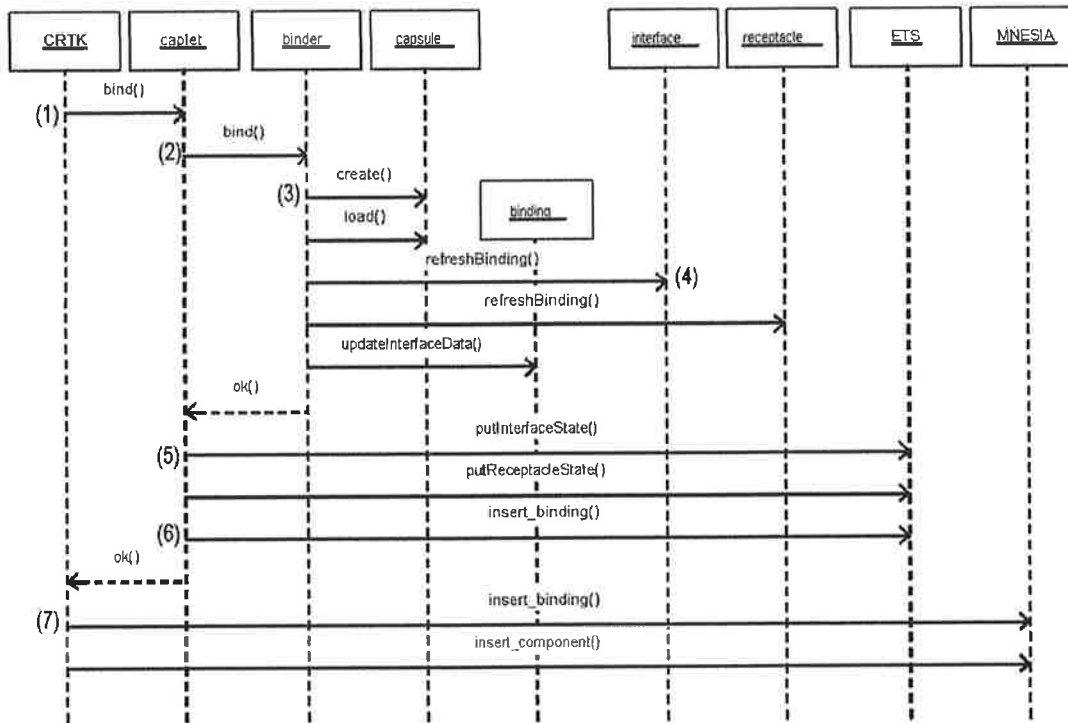 CRTK caplet binder capsule interface receptacle ETS MNESIA
bind()
(1)
bind()
(2)
create()
(3)
binding
load()
refreshBinding()
(4)
refreshBinding()
updateInterfaceData()
ok()
putInterfaceState()
(5)
putReceptacleState()
insert_binding()
(6)
ok()
insert_binding()
(7)
insert_component()